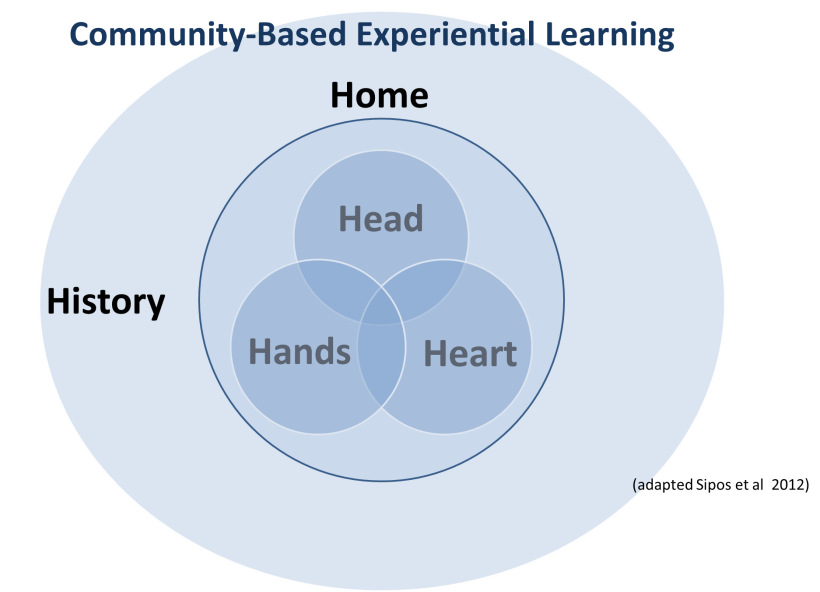 Community-Based Experiential Learning
Home
Head
History
Hands
Heart
(adapted Sipos et al 2012)